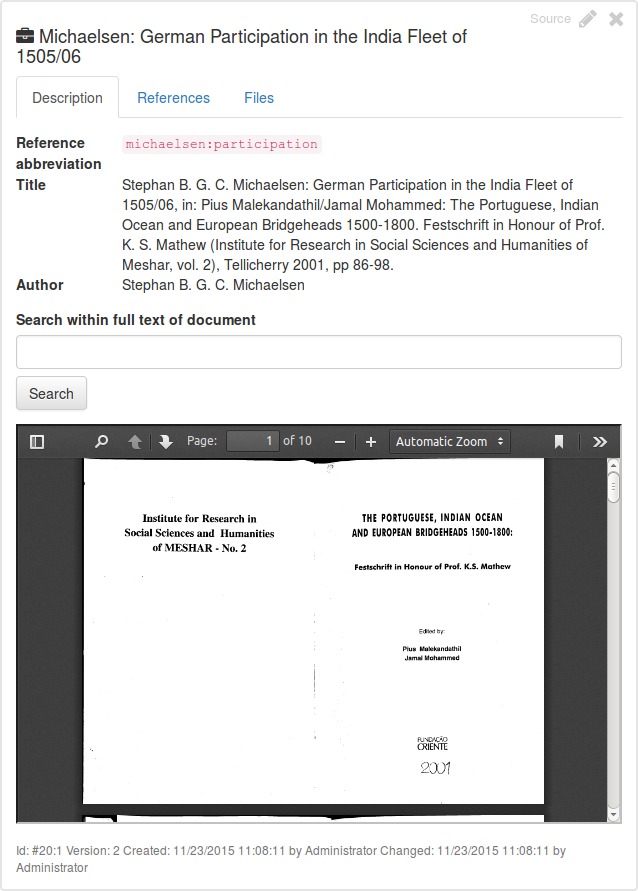 Source
Michaelsen: German Participation in the India Fleet of
1505/06
Description
References
Files
Reference
abbreviation
michaelsen:participation
Title
Stephan B. G. C. Michaelsen: German Participation in the India Fleet of
1505/06, in: Pius Malekandathil/Jamal Mohammed: The Portuguese, Indian
Ocean and European Bridgeheads 1500-1800. Festschrift in Honour of Prof.
K. S. Mathew (Institute for Research in Social Sciences and Humanities of
Meshar, vol. 2), Tellicherry 2001, pp 86-98.
Author
Stephan B. G. C. Michaelsen
Search within full text of document
Search
Page: 1 of 10
Automatic Zoom
Institute for Research in
Social Sciences and Humanities
of MESHAR - No. 2
THE PORTUGUESE, INDIAN OCEAN
AND EUROPEAN BRIDGEHEADS 1500-1800:
Festschrift in Honour of Prof. K.S. Mathew
Edited by:
Pius Malekandathil
Jamal Mohammed
FUNDAÇÃO
ORIENTE
2001
Id: #20:1 Version: 2 Created: 11/23/2015 11:08:11 by Administrator Changed: 11/23/2015 11:08:11 by
Administrator